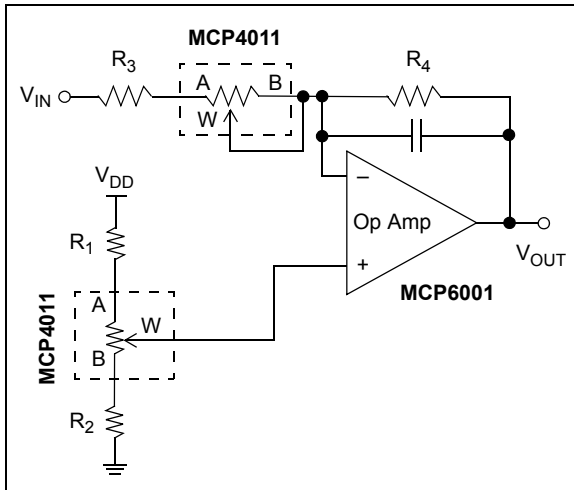 MCP4011
R3
R4
A
B
VIN
W
VDD
–
Op Amp
+
VOUT
MCP6001
R1
A
W
B
MCP4011
R2